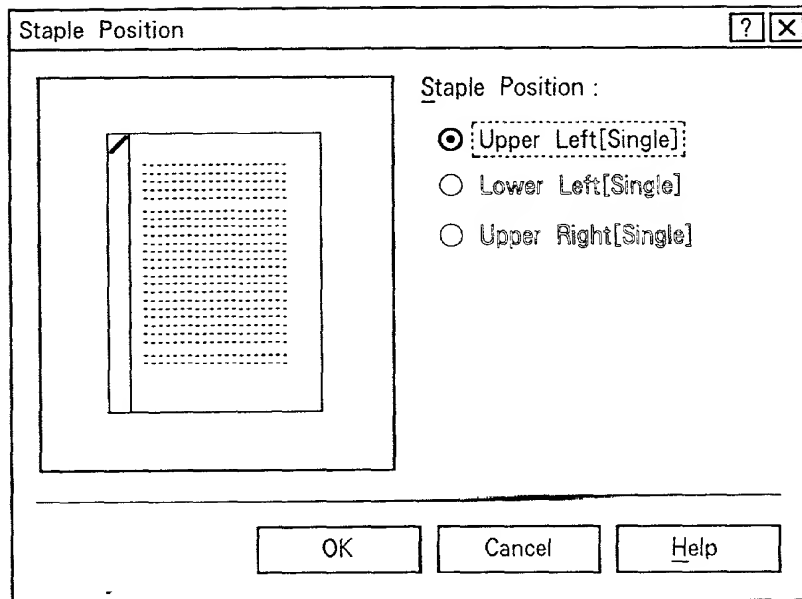 Staple Position
? X
Staple Position :
Upper Left[Single]
Lower Left[Single]
Upper Right[Single]
OK Cancel Help